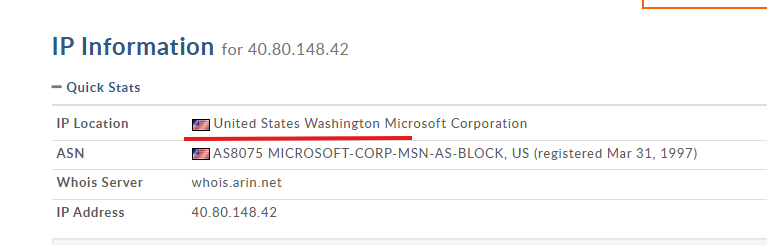 IP Information for 40.80.148.42
Quick Stats
IP Location United States Washington Microsoft Corporation
ASN AS8075 MICROSOFT-CORP-MSN-AS-BLOCK, US (registered Mar 31, 1997)
Whois Server whois.arin.net
IP Address 40.80.148.42